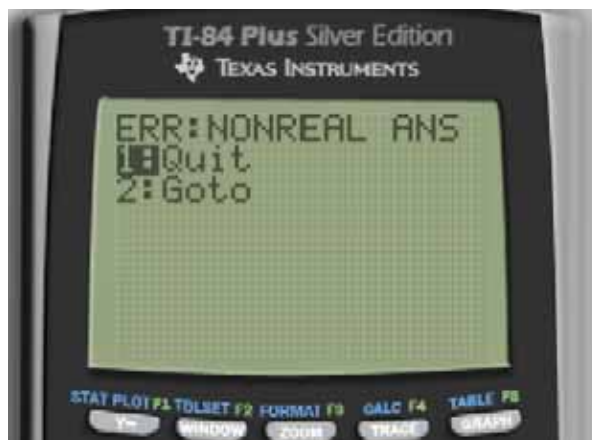 TI-84 Plus Silver Edition
TEXAS INSTRUMENTS
ERR:NONREAL ANS
1:Quit
2:Goto
STAT PLOT F1 TBLSET F2 FORMAT F3 CALC F4 TABLE F5
Y= WINDOW ZOOM TRACE GRAPH